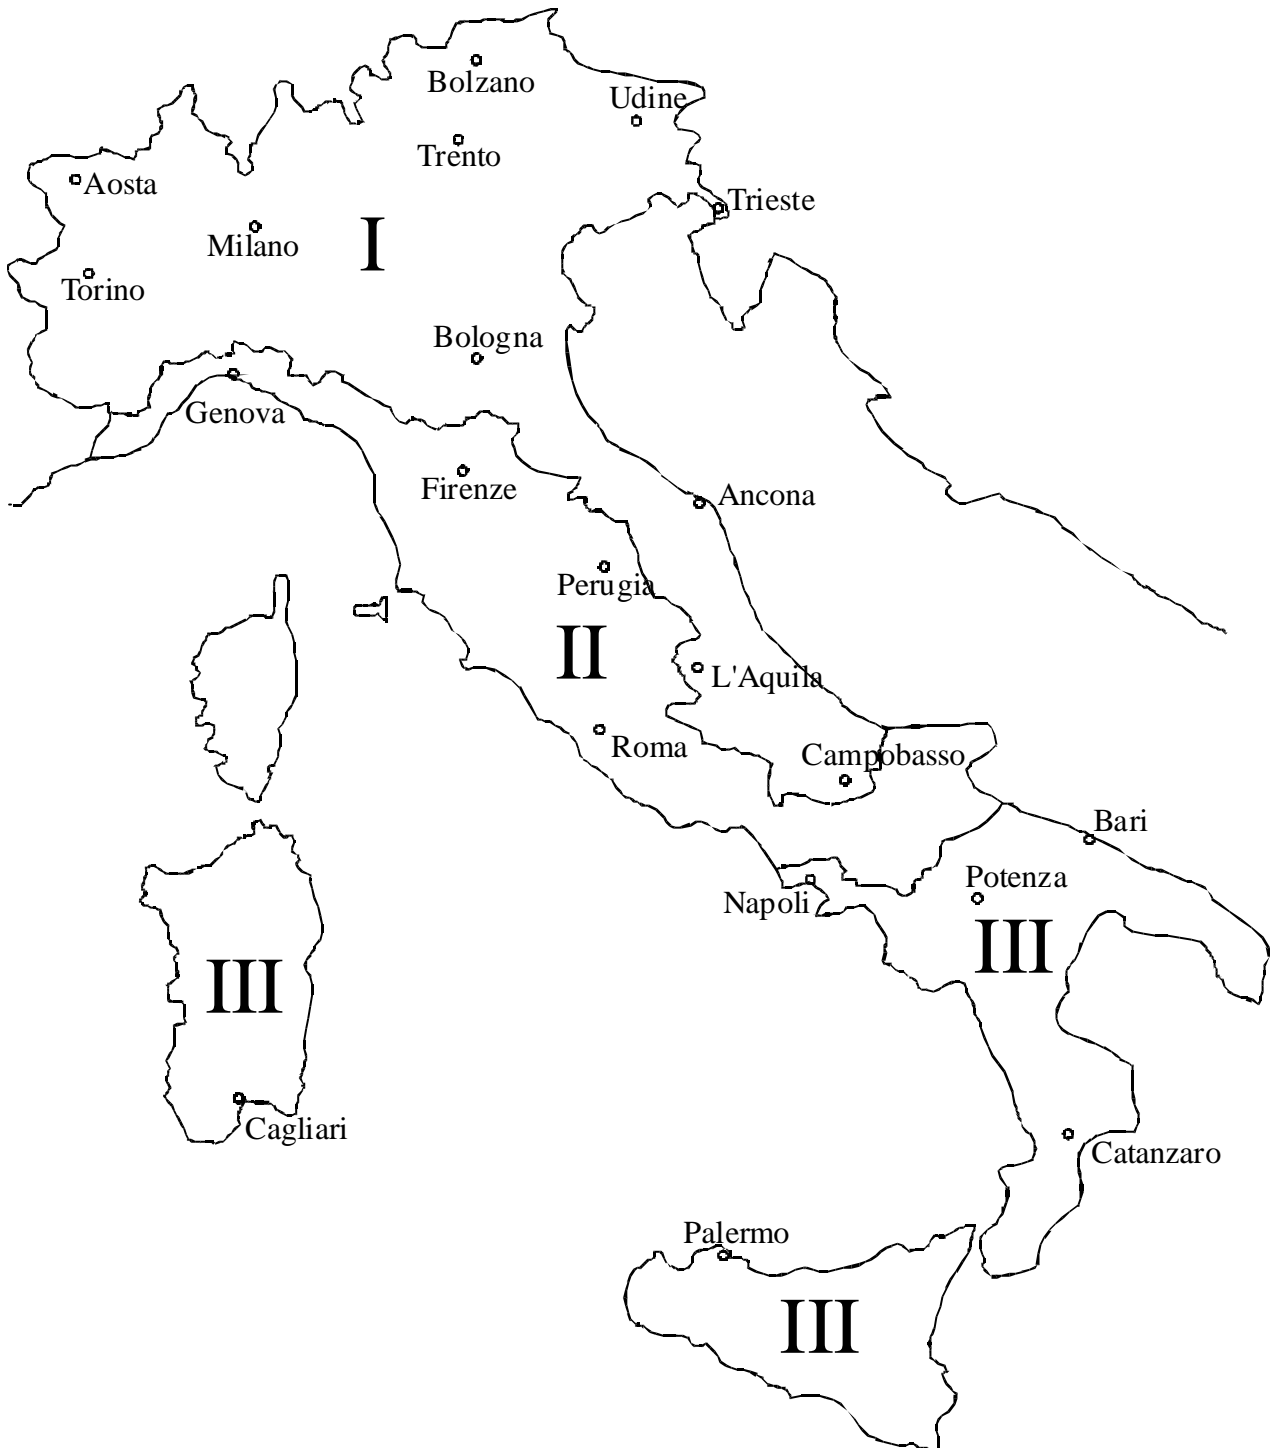 Bolzano
Udine
Trento
Aosta
Trieste
Milano
I
Torino
Bologna
Genova
Firenze
Ancona
Perugia
II
L'Aquila
Roma
Campobasso
Bari
Potenza
Napoli
III
III
Cagliari
Catanzaro
Palermo
III